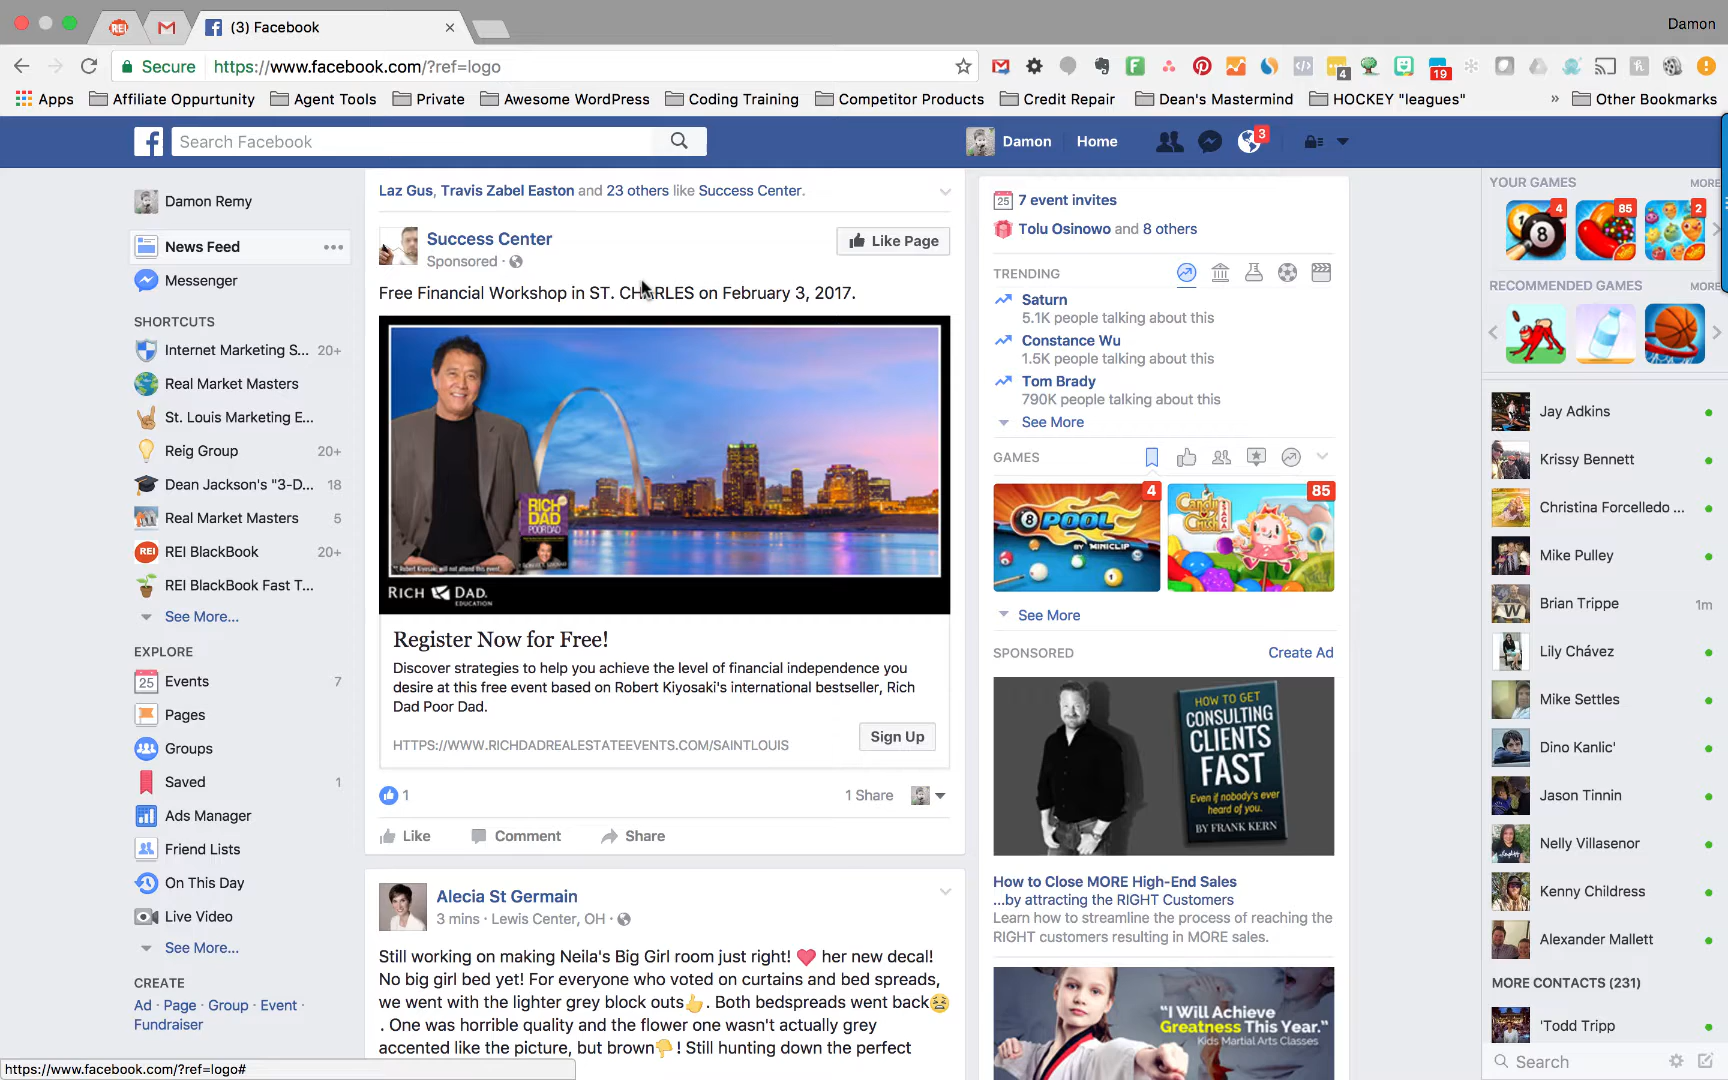 Damon
REI
(3) Facebook
Secure
https://www.facebook.com/?ref=logo
4
19
Apps
Affiliate Oppurtunity
Agent Tools
Private
Awesome WordPress
Coding Training
Competitor Products
Credit Repair
Dean's Mastermind
HOCKEY "leagues"
»
Other Bookmarks
Search Facebook
Damon
Home
3
Damon Remy
News Feed
Messenger
SHORTCUTS
Internet Marketing S... 20+
Real Market Masters
St. Louis Marketing E...
Reig Group 20+
Dean Jackson's "3-D... 18
Real Market Masters 5
REI
REI BlackBook 20+
REI BlackBook Fast T...
See More...
EXPLORE
25
Events 7
Pages
Groups
Saved 1
Ads Manager
Friend Lists
On This Day
Live Video
See More...
CREATE
Ad · Page · Group · Event ·
Fundraiser
https://www.facebook.com/?ref=logo#
Laz Gus, Travis Zabel Easton and 23 others like Success Center.
Success Center
Sponsored ·
Like Page
Free Financial Workshop in ST. CHARLES on February 3, 2017.
RICH
DAD
POOR DAD
RICH DAD.
EDUCATION
Register Now for Free!
Discover strategies to help you achieve the level of financial independence you
desire at this free event based on Robert Kiyosaki's international bestseller, Rich
Dad Poor Dad.
HTTPS://WWW.RICHDADREALESTATEEVENTS.COM/SAINTLOUIS
Sign Up
1
1 Share
Like
Comment
Share
Alecia St Germain
3 mins · Lewis Center, OH ·
Still working on making Neila's Big Girl room just right! ❤ her new decal!
No big girl bed yet! For everyone who voted on curtains and bed spreads,
we went with the lighter grey block outs👍. Both bedspreads went back😫
. One was horrible quality and the flower one wasn't actually grey
accented like the picture, but brown👎! Still hunting down the perfect
25
7 event invites
Tolu Osinowo and 8 others
TRENDING
Saturn
5.1K people talking about this
Constance Wu
1.5K people talking about this
Tom Brady
790K people talking about this
See More
GAMES
4
8
POOL
BY MINICLIP
85
Candy
Crush
SAGA
See More
SPONSORED
Create Ad
HOW TO GET
CONSULTING
CLIENTS
FAST
Even if nobody's ever
heard of you.
BY FRANK KERN
How to Close MORE High-End Sales
...by attracting the RIGHT Customers
Learn how to streamline the process of reaching the
RIGHT customers resulting in MORE sales.
"I Will Achieve
Greatness This Year."
Kids Martial Arts Classes
YOUR GAMES
MORE
4
8
85
2
RECOMMENDED GAMES
MORE
Jay Adkins
Krissy Bennett
Christina Forcelledo ...
Mike Pulley
Brian Trippe 1m
W
Lily Chávez
Mike Settles
Dino Kanlic'
Jason Tinnin
Nelly Villasenor
Kenny Childress
Alexander Mallett
MORE CONTACTS (231)
'Todd Tripp
Search